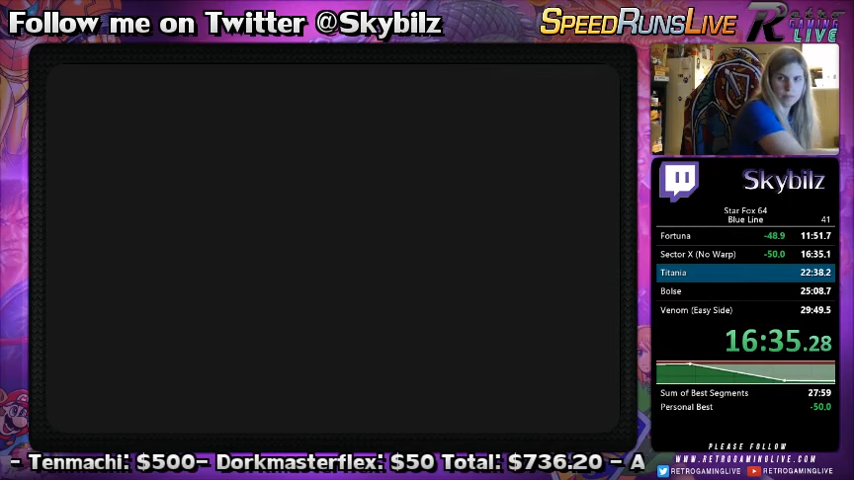 Follow me on Twitter @Skybilz
SPEEDRUNSLIVE
Retro
GAMING
LIVE
Skybilz
Star Fox 64
Blue Line 41
Fortuna -48.9 11:51.7
Sector X (No Warp) -50.0 16:35.1
Titania 22:38.2
Bolse 25:08.7
Venom (Easy Side) 29:49.5
16:35.28
Sum of Best Segments 27:59
Personal Best -50.0
PLEASE FOLLOW
WWW.RETROGAMINGLIVE.COM
RETROGAMINGLIVE RETROGAMINGLIVE
- Tenmachi: $500- Dorkmasterflex: $50 Total: $736.20 - A